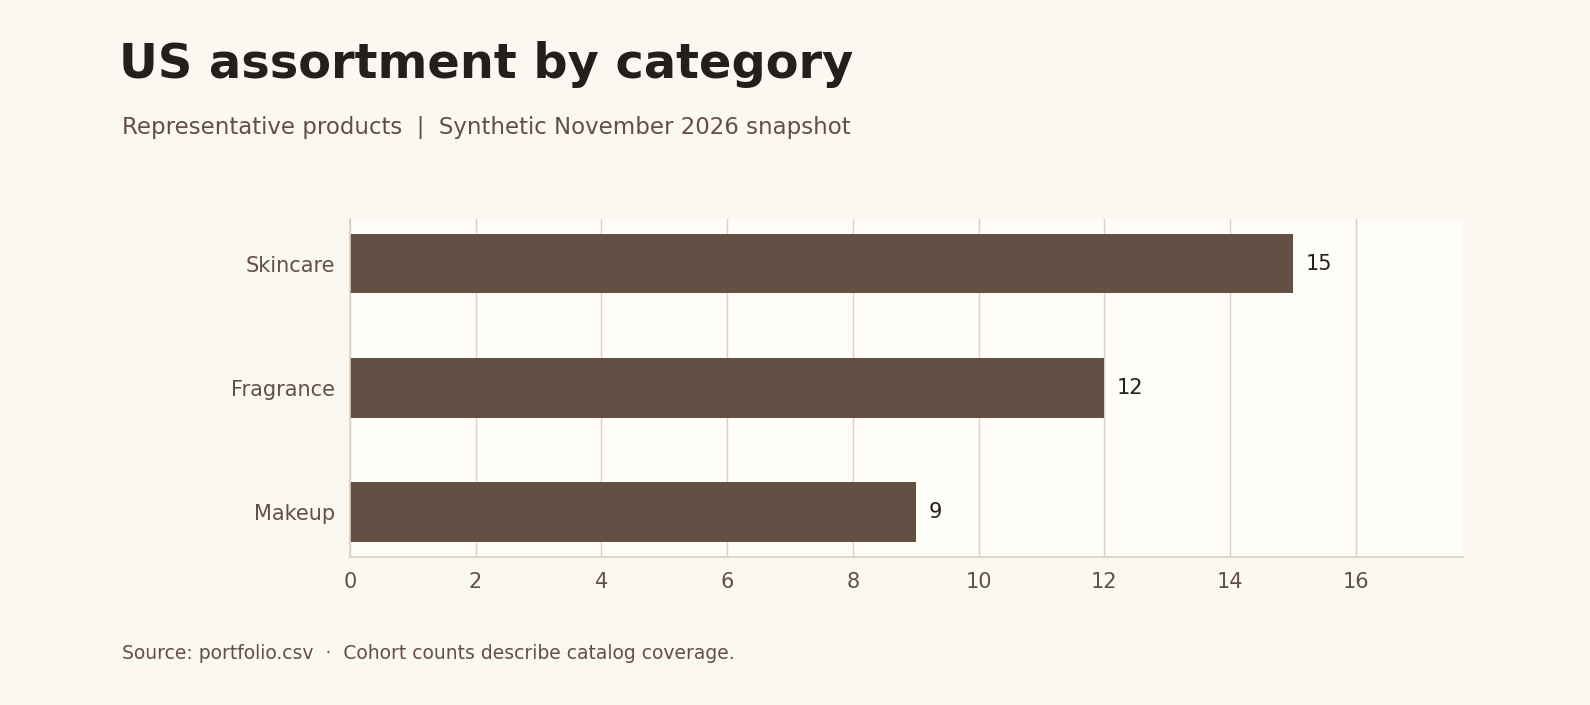 US assortment by category
Representative products | Synthetic November 2026 snapshot
Skincare
15
Fragrance
12
Makeup
9
0 2 4 6 8 10 12 14 16
Source: portfolio.csv · Cohort counts describe catalog coverage.